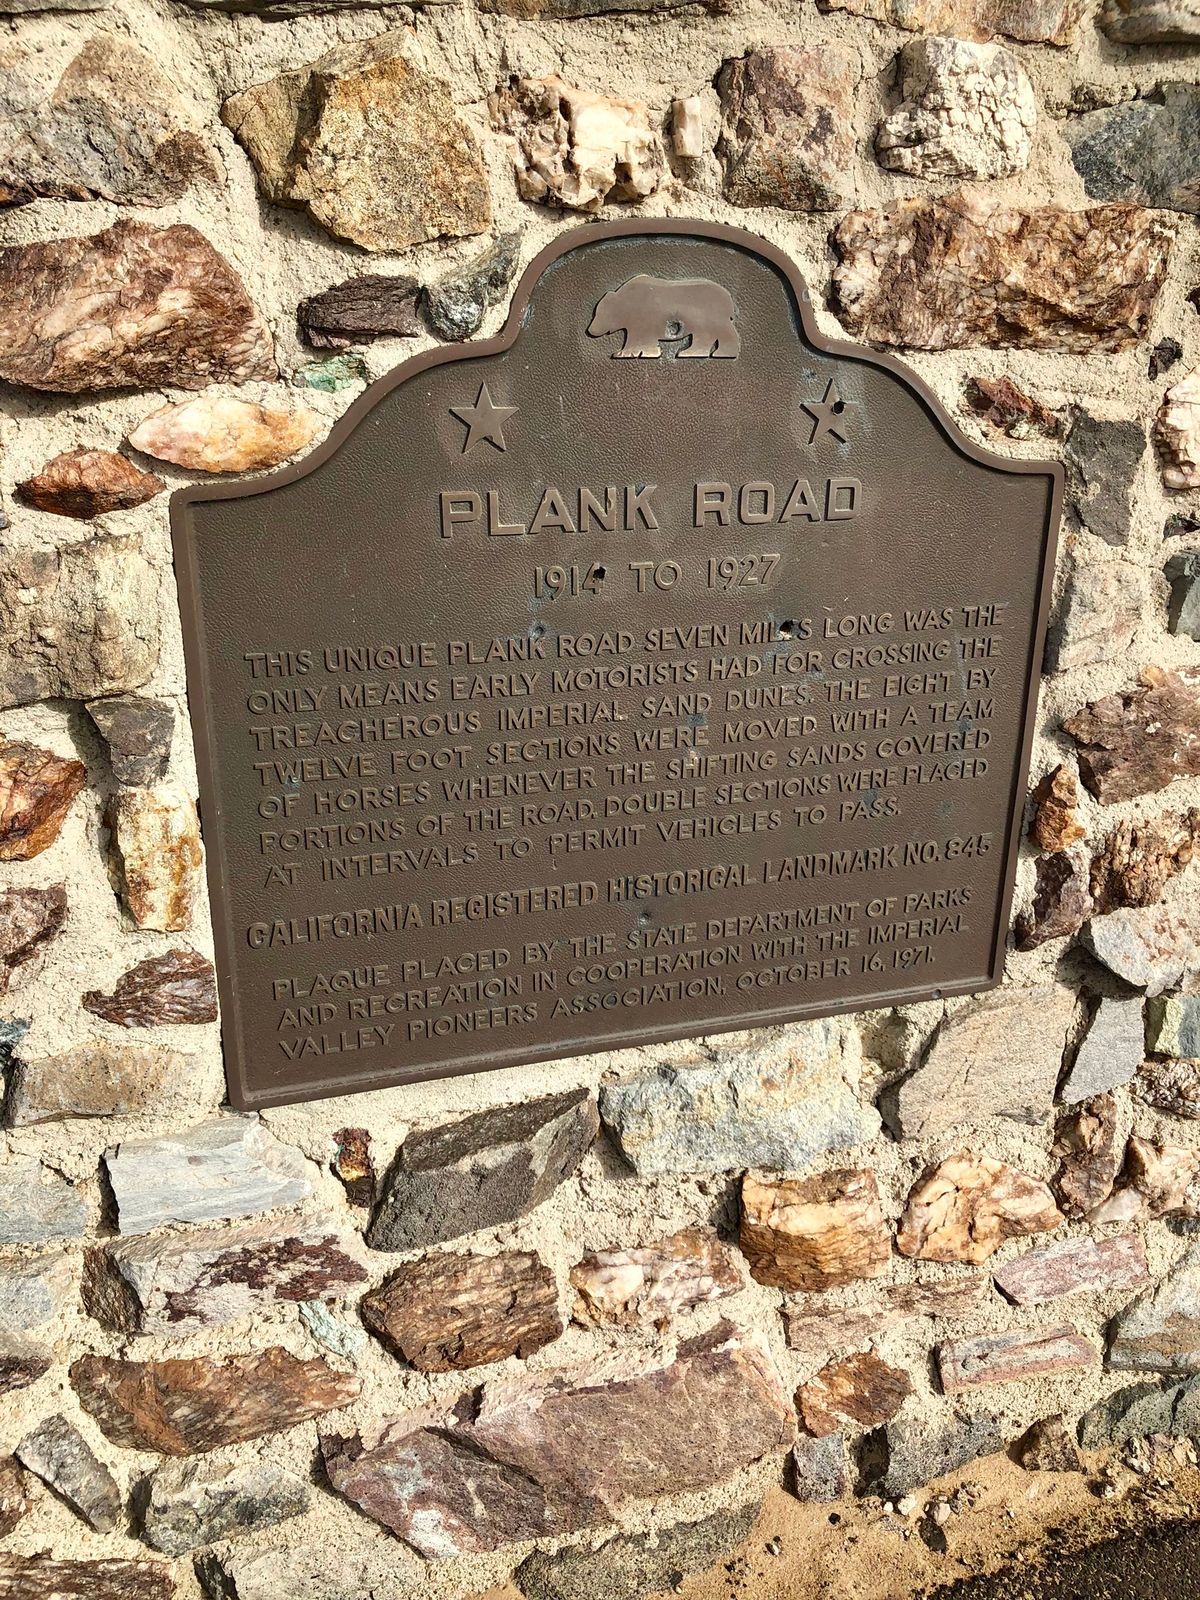 PLANK ROAD
1914 TO 1927
THIS UNIQUE PLANK ROAD SEVEN MILES LONG WAS THE
ONLY MEANS EARLY MOTORISTS HAD FOR CROSSING THE
TREACHEROUS IMPERIAL SAND DUNES. THE EIGHT BY
TWELVE FOOT SECTIONS WERE MOVED WITH A TEAM
OF HORSES WHENEVER THE SHIFTING SANDS COVERED
PORTIONS OF THE ROAD. DOUBLE SECTIONS WERE PLACED
AT INTERVALS TO PERMIT VEHICLES TO PASS.
CALIFORNIA REGISTERED HISTORICAL LANDMARK NO. 845
PLAQUE PLACED BY THE STATE DEPARTMENT OF PARKS
AND RECREATION IN COOPERATION WITH THE IMPERIAL
VALLEY PIONEERS ASSOCIATION, OCTOBER 16, 1971.